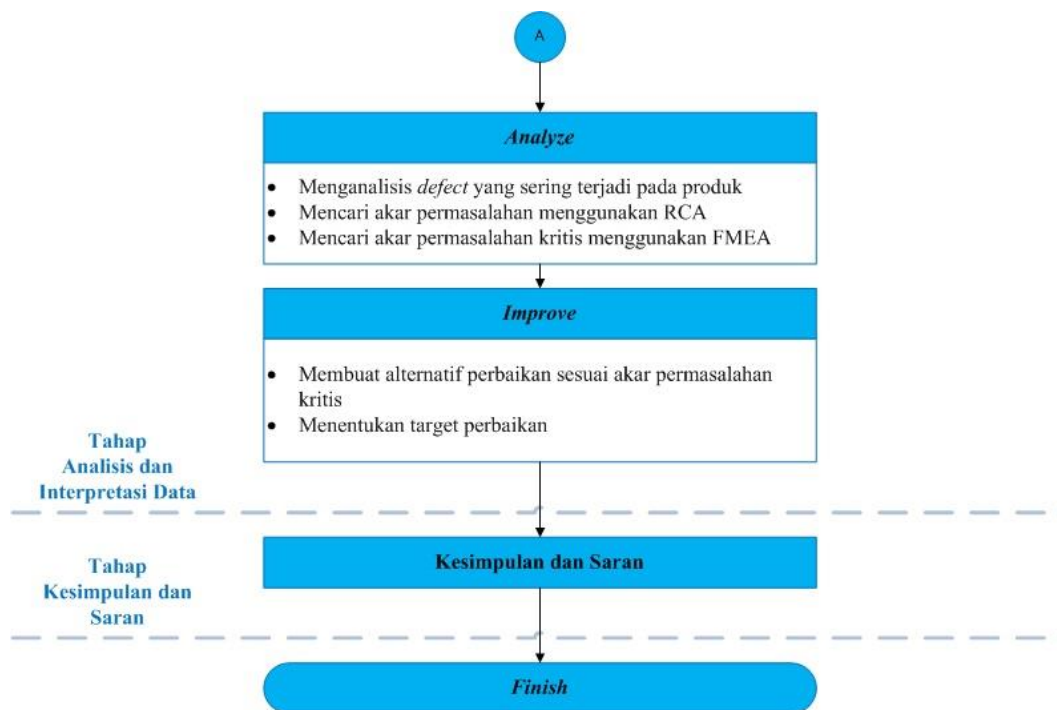 A
Analyze
• Menganalisis defect yang sering terjadi pada produk
• Mencari akar permasalahan menggunakan RCA
• Mencari akar permasalahan kritis menggunakan FMEA
Improve
• Membuat alternatif perbaikan sesuai akar permasalahan
kritis
• Menentukan target perbaikan
Tahap
Analisis dan
Interpretasi Data
Kesimpulan dan Saran
Tahap
Kesimpulan dan
Saran
Finish